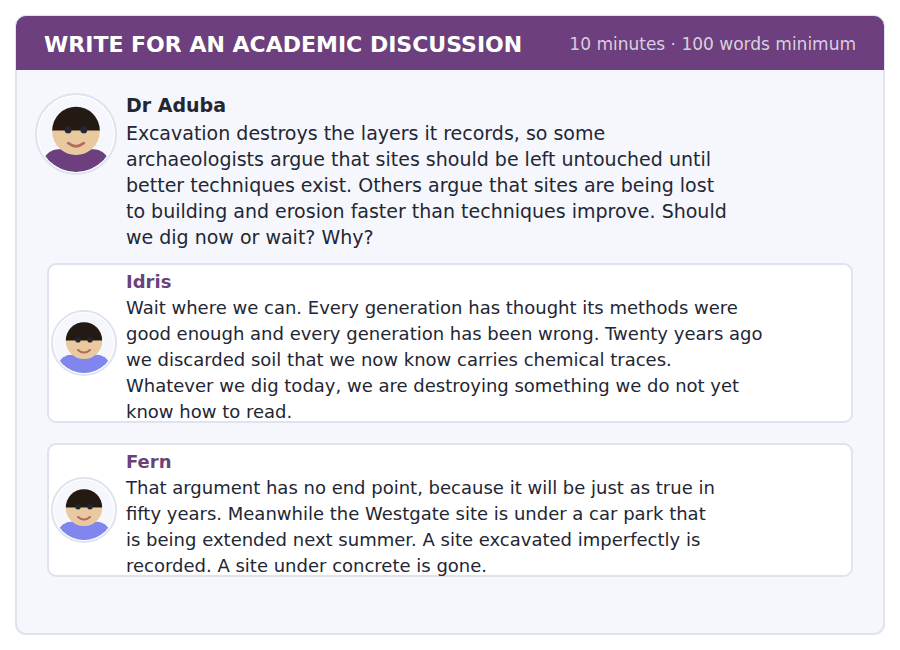 WRITE FOR AN ACADEMIC DISCUSSION
10 minutes · 100 words minimum
Dr Aduba
Excavation destroys the layers it records, so some
archaeologists argue that sites should be left untouched until
better techniques exist. Others argue that sites are being lost
to building and erosion faster than techniques improve. Should
we dig now or wait? Why?
Idris
Wait where we can. Every generation has thought its methods were
good enough and every generation has been wrong. Twenty years ago
we discarded soil that we now know carries chemical traces.
Whatever we dig today, we are destroying something we do not yet
know how to read.
Fern
That argument has no end point, because it will be just as true in
fifty years. Meanwhile the Westgate site is under a car park that
is being extended next summer. A site excavated imperfectly is
recorded. A site under concrete is gone.